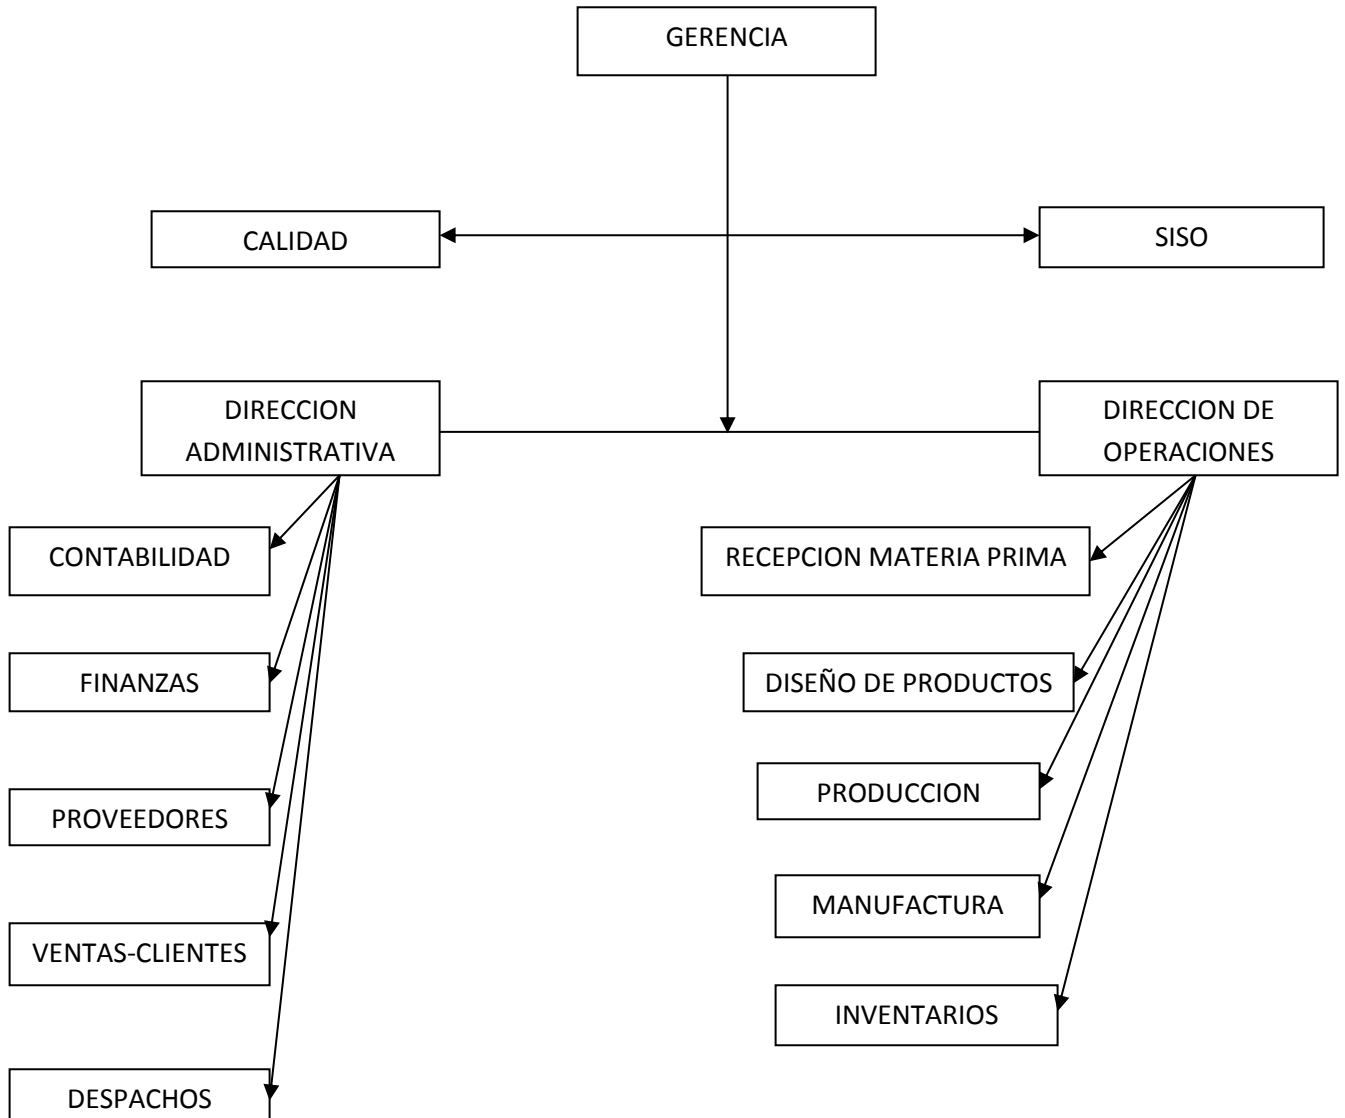 GERENCIA
CALIDAD
SISO
DIRECCION
ADMINISTRATIVA
DIRECCION DE
OPERACIONES
CONTABILIDAD
FINANZAS
PROVEEDORES
VENTAS-CLIENTES
DESPACHOS
RECEPCION MATERIA PRIMA
DISEÑO DE PRODUCTOS
PRODUCCION
MANUFACTURA
INVENTARIOS